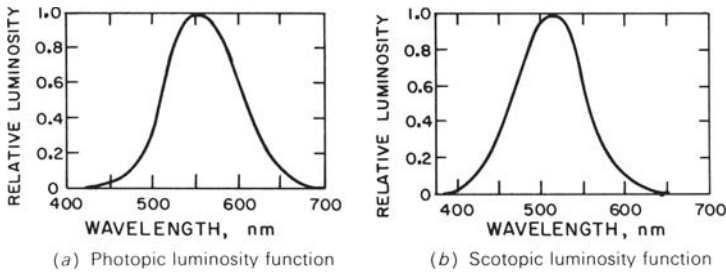 RELATIVE LUMINOSITY
1.0
0.8
0.6
0.4
0.2
0
400 500 600 700
WAVELENGTH, nm
(a) Photopic luminosity function
RELATIVE LUMINOSITY
1.0
0.8
0.6
0.4
0.2
0
400 500 600 700
WAVELENGTH, nm
(b) Scotopic luminosity function